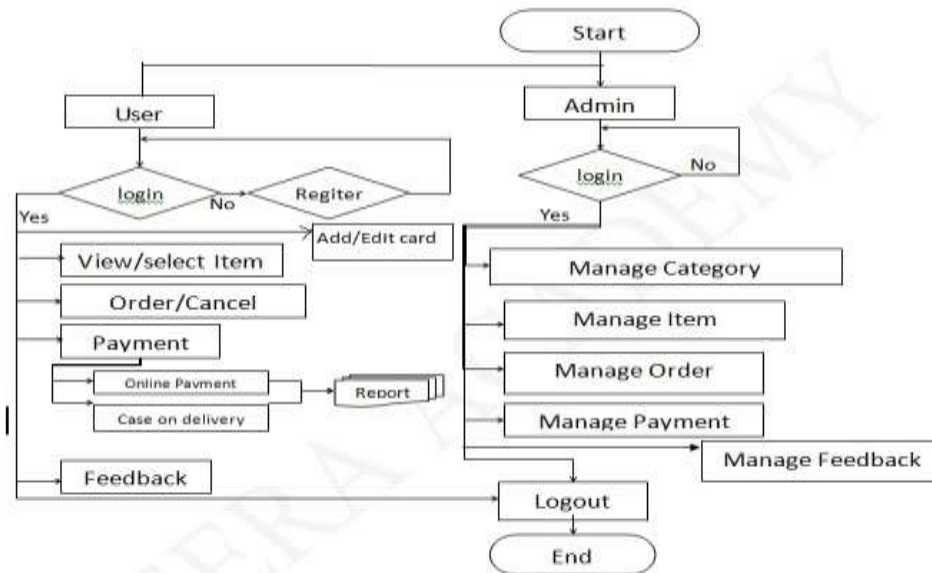 Start
User
Admin
login
No
Regiter
login
No
Yes
Yes
Add/Edit card
View/select Item
Manage Category
Order/Cancel
Manage Item
Payment
Manage Order
Online Payment
Report
Case on delivery
Manage Payment
Manage Feedback
Feedback
Logout
End
ERA ACADEMY